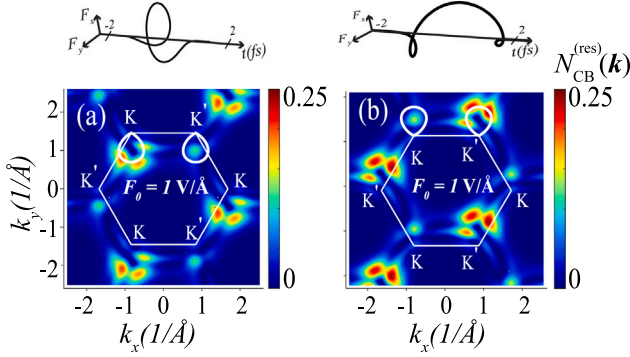 F_x
F_y
-2
2
t(fs)
F_x
F_y
-2
2
t(fs)
N_CB^(res)(k)
(a)
K
K'
K'
F_0 = 1 V/Å
K
K
K'
0.25
0
(b)
K
K'
K'
F_0 = 1 V/Å
K
K
K'
0.25
0
k_y(1/Å)
2
1
0
-1
-2
-2
-1
0
1
2
k_x(1/Å)
-2
-1
0
1
2
k_x(1/Å)